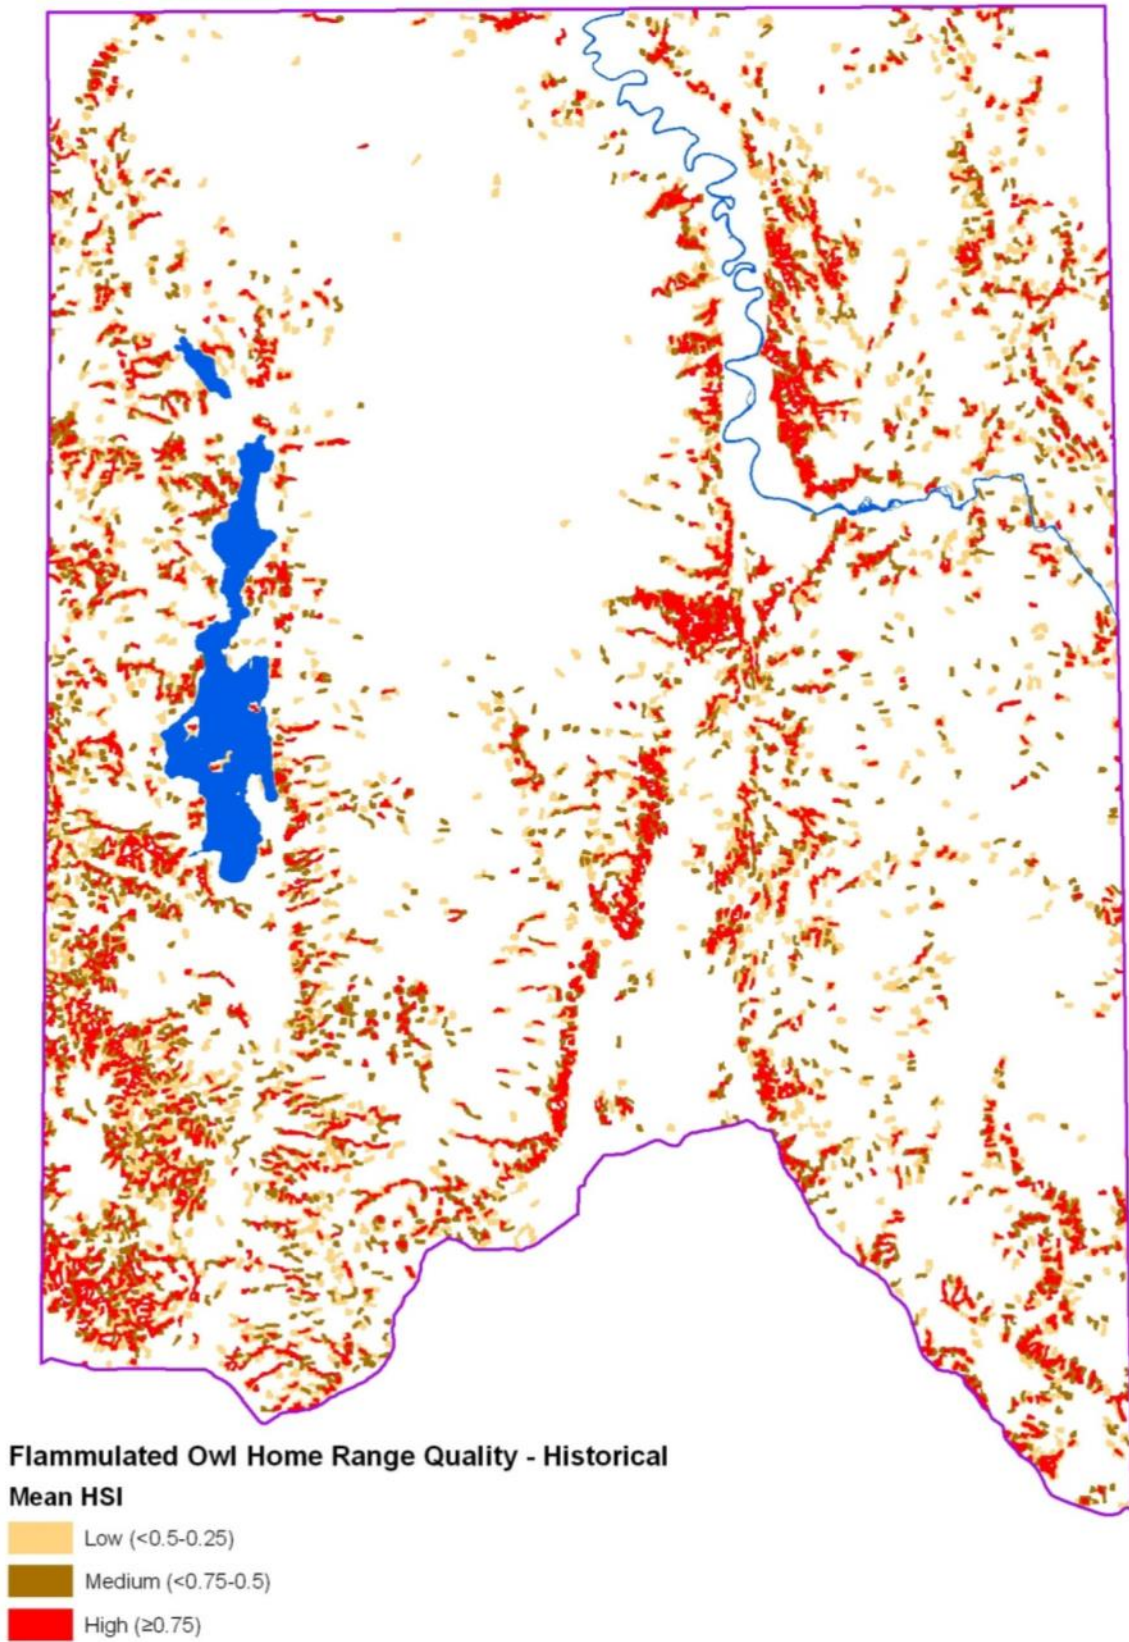 Flammulated Owl Home Range Quality - Historical
Mean HSI
Low (<0.5-0.25)
Medium (<0.75-0.5)
High (≥0.75)